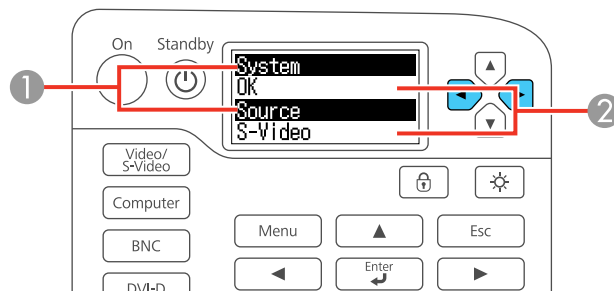 On
Standby
System
OK
Source
S-Video
1
2
Video/
S-Video
Computer
BNC
DVI-D
Menu
Esc
Enter